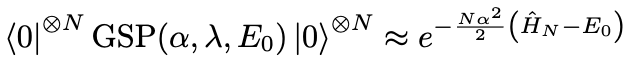 ⟨0|^{⊗N} GSP(α, λ, E_0) |0⟩^{⊗N} ≈ e^{-\frac{Nα^2}{2}(\hat{H}_N - E_0)}